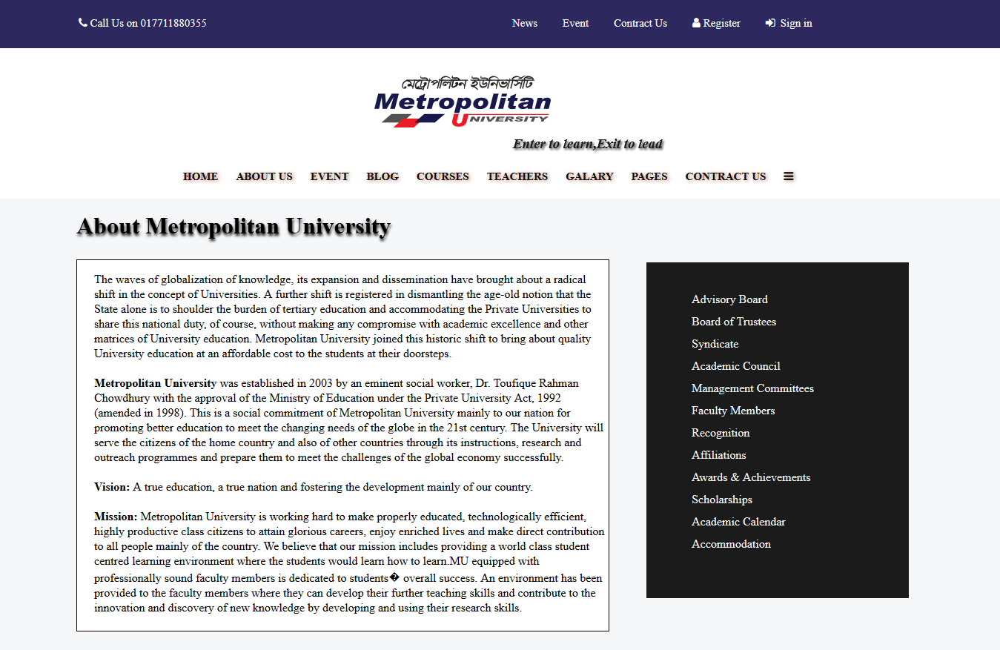 Call Us on 017711880355
News Event Contract Us Register Sign in
মেট্রোপলিটন ইউনিভার্সিটি
Metropolitan
UNIVERSITY
Enter to learn,Exit to lead
HOME ABOUT US EVENT BLOG COURSES TEACHERS GALARY PAGES CONTRACT US
About Metropolitan University
The waves of globalization of knowledge, its expansion and dissemination have brought about a radical
shift in the concept of Universities. A further shift is registered in dismantling the age-old notion that the
State alone is to shoulder the burden of tertiary education and accommodating the Private Universities to
share this national duty, of course, without making any compromise with academic excellence and other
matrices of University education. Metropolitan University joined this historic shift to bring about quality
University education at an affordable cost to the students at their doorsteps.
Metropolitan University was established in 2003 by an eminent social worker, Dr. Toufique Rahman
Chowdhury with the approval of the Ministry of Education under the Private University Act, 1992
(amended in 1998). This is a social commitment of Metropolitan University mainly to our nation for
promoting better education to meet the changing needs of the globe in the 21st century. The University will
serve the citizens of the home country and also of other countries through its instructions, research and
outreach programmes and prepare them to meet the challenges of the global economy successfully.
Vision: A true education, a true nation and fostering the development mainly of our country.
Mission: Metropolitan University is working hard to make properly educated, technologically efficient,
highly productive class citizens to attain glorious careers, enjoy enriched lives and make direct contribution
to all people mainly of the country. We believe that our mission includes providing a world class student
centred learning environment where the students would learn how to learn.MU equipped with
professionally sound faculty members is dedicated to students� overall success. An environment has been
provided to the faculty members where they can develop their further teaching skills and contribute to the
innovation and discovery of new knowledge by developing and using their research skills.
Advisory Board
Board of Trustees
Syndicate
Academic Council
Management Committees
Faculty Members
Recognition
Affiliations
Awards & Achievements
Scholarships
Academic Calendar
Accommodation